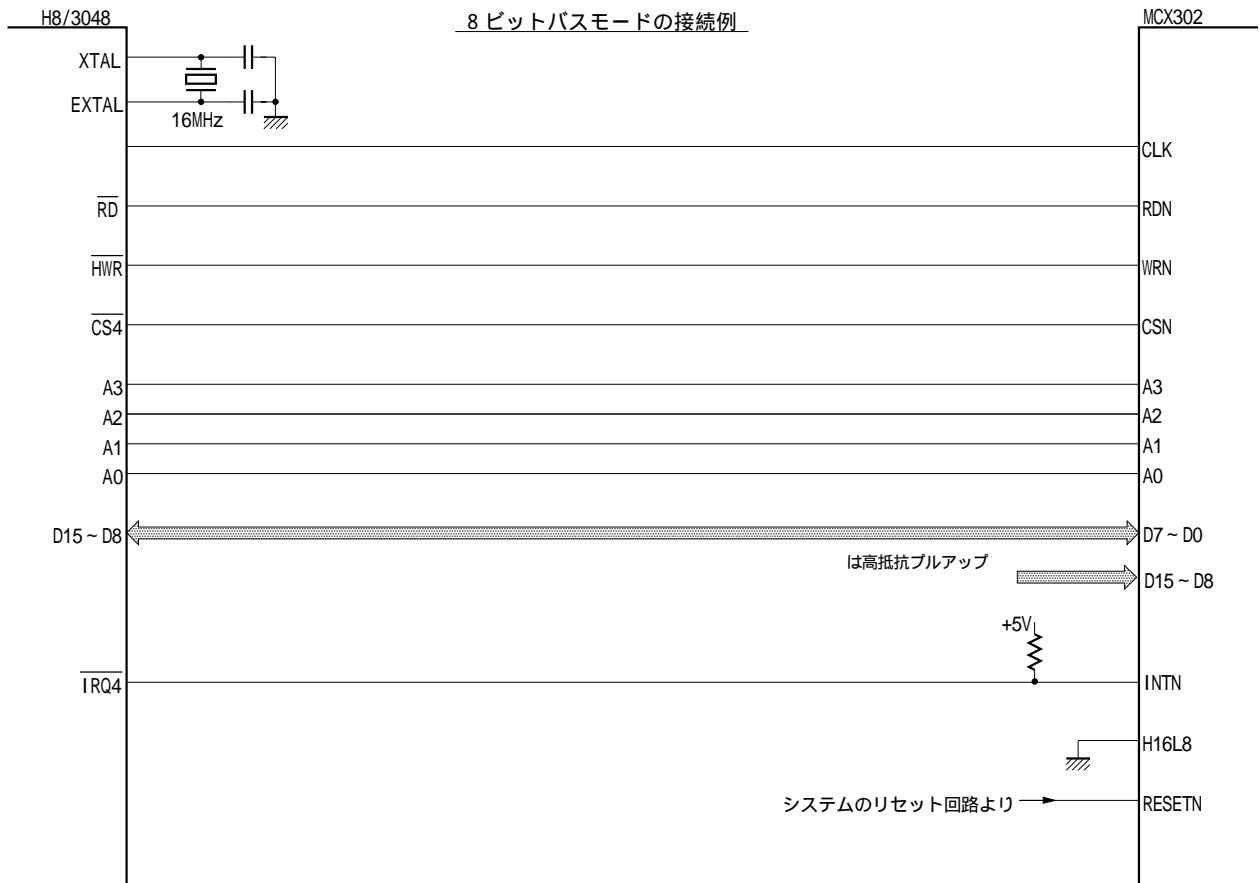 H8/3048
8ビットバスモードの接続例
MCX302
XTAL
EXTAL
16MHz
CLK
RD
RDN
HWR
WRN
CS4
CSN
A3
A3
A2
A2
A1
A1
A0
A0
D15～D8
D7～D0
は高抵抗プルアップ
D15～D8
+5V
IRQ4
INTN
H16L8
システムのリセット回路より
RESETN